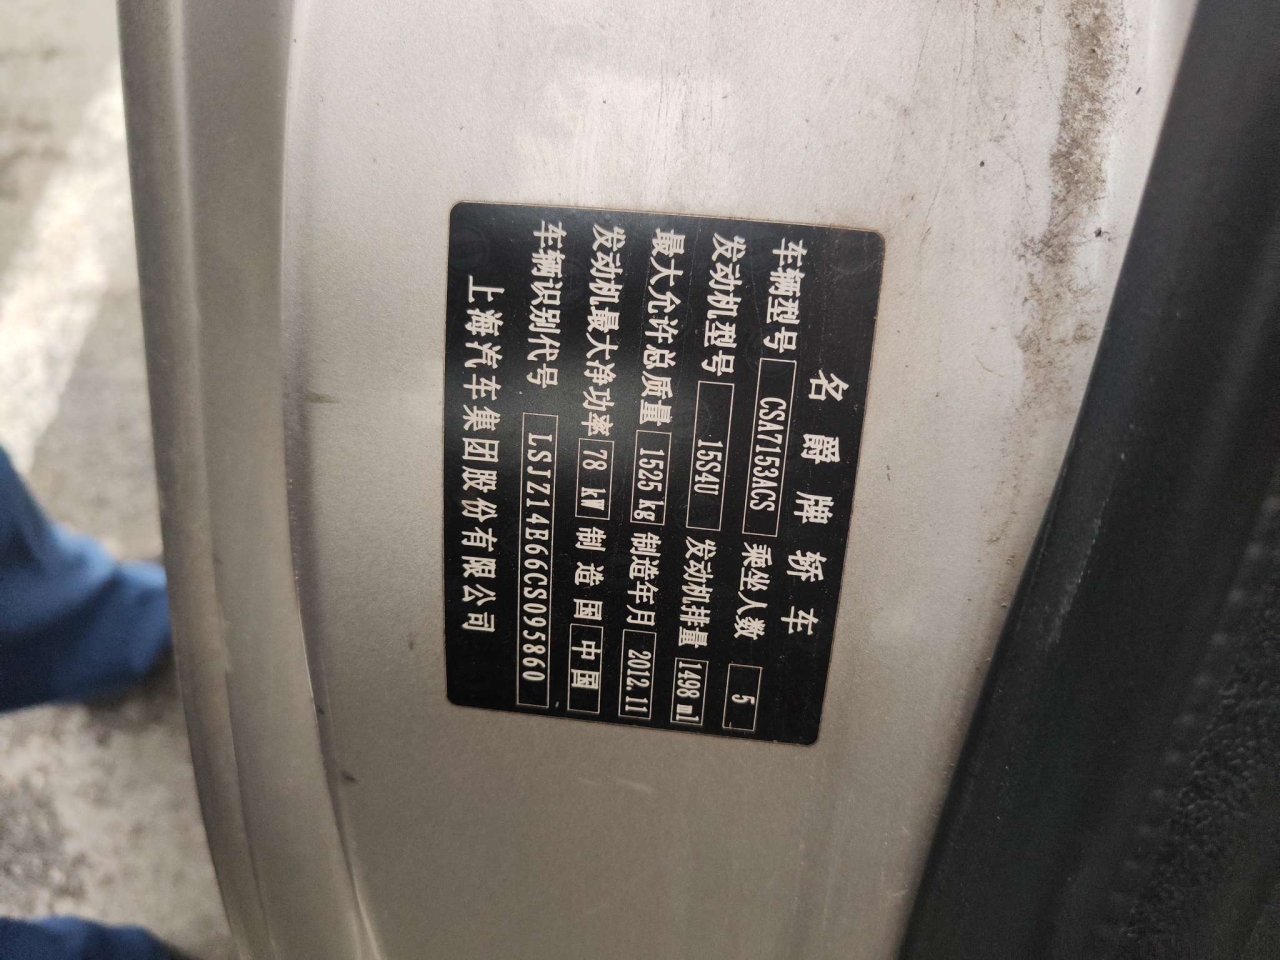 名爵牌轿车
车辆型号 CSA7153ACS 乘坐人数 5
发动机型号 15S4U 发动机排量 1498 ml
最大允许总质量 1525 kg 制造年月 2012.11
发动机最大净功率 78 kW 制造国 中国
车辆识别代号 LSJZ14E66CS095860
上海汽车集团股份有限公司